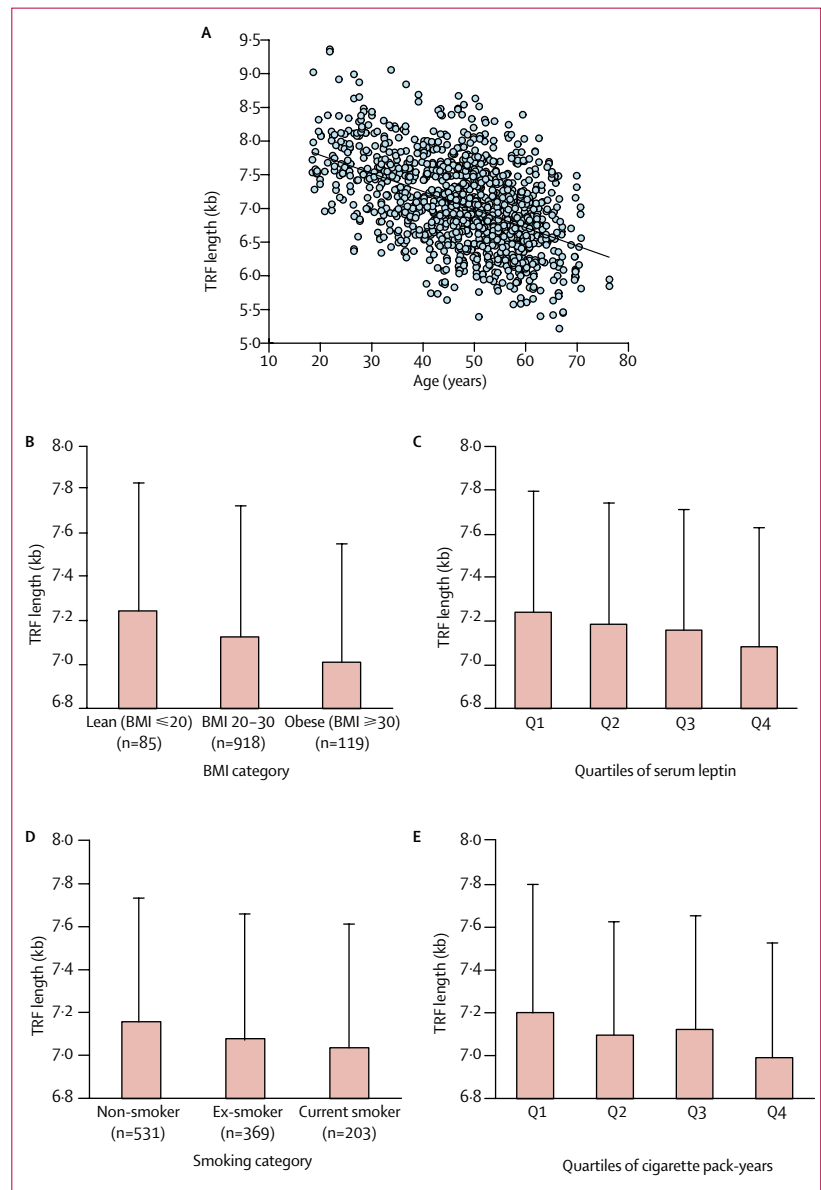 A
9·5
9·0
8·5
8·0
7·5
7·0
6·5
6·0
5·5
5·0
TRF length (kb)
10 20 30 40 50 60 70 80
Age (years)
B
8·0
7·8
7·6
7·4
7·2
7·0
6·8
TRF length (kb)
Lean (BMI ≤20) BMI 20–30 Obese (BMI ≥30)
(n=85) (n=918) (n=119)
BMI category
C
8·0
7·8
7·6
7·4
7·2
7·0
6·8
TRF length (kb)
Q1 Q2 Q3 Q4
Quartiles of serum leptin
D
8·0
7·8
7·6
7·4
7·2
7·0
6·8
TRF length (kb)
Non-smoker Ex-smoker Current smoker
(n=531) (n=369) (n=203)
Smoking category
E
8·0
7·8
7·6
7·4
7·2
7·0
6·8
TRF length (kb)
Q1 Q2 Q3 Q4
Quartiles of cigarette pack-years